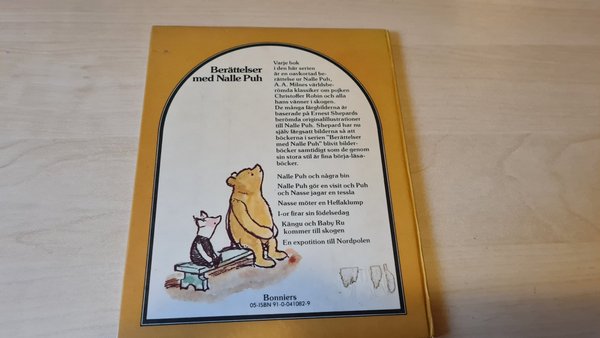 Berättelser
med Nalle Puh
Varje bok
i den här serien
är en oavkortad be-
rättelse ur Nalle Puh,
A. A. Milnes världsbe-
römda klassiker om pojken
Christoffer Robin och alla
hans vänner i skogen.
De många färgbilderna är
baserade på Ernest Shepards
berömda originalillustrationer
till Nalle Puh. Shepard har nu
själv färgsatt bilderna så att
böckerna i serien "Berättelser
med Nalle Puh" blivit bilder-
böcker samtidigt som de genom
sin stora stil är fina börja-läsa-
böcker.
Nalle Puh och några bin
Nalle Puh gör en visit och Puh
och Nasse jagar en tessla
Nasse möter en Heffaklump
I-or firar sin födelsedag
Kängu och Baby Ru
kommer till skogen
En expotition till Nordpolen
Bonniers
05-ISBN 91-0-041082-9